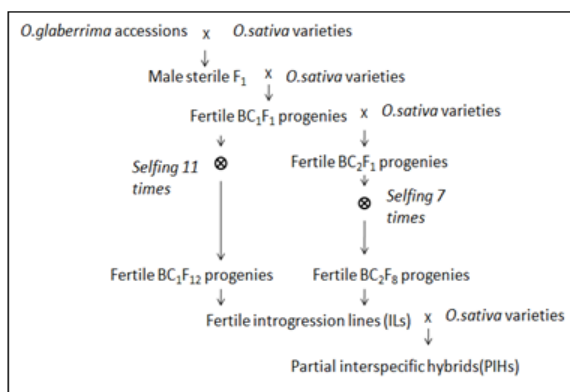 O.glaberrima accessions x O.sativa varieties
Male sterile F1 x O.sativa varieties
Fertile BC1F1 progenies x O.sativa varieties
Selfing 11 times
Fertile BC2F1 progenies
Selfing 7 times
Fertile BC1F12 progenies Fertile BC2F8 progenies
Fertile introgression lines (ILs) x O.sativa varieties
Partial interspecific hybrids(PIHs)